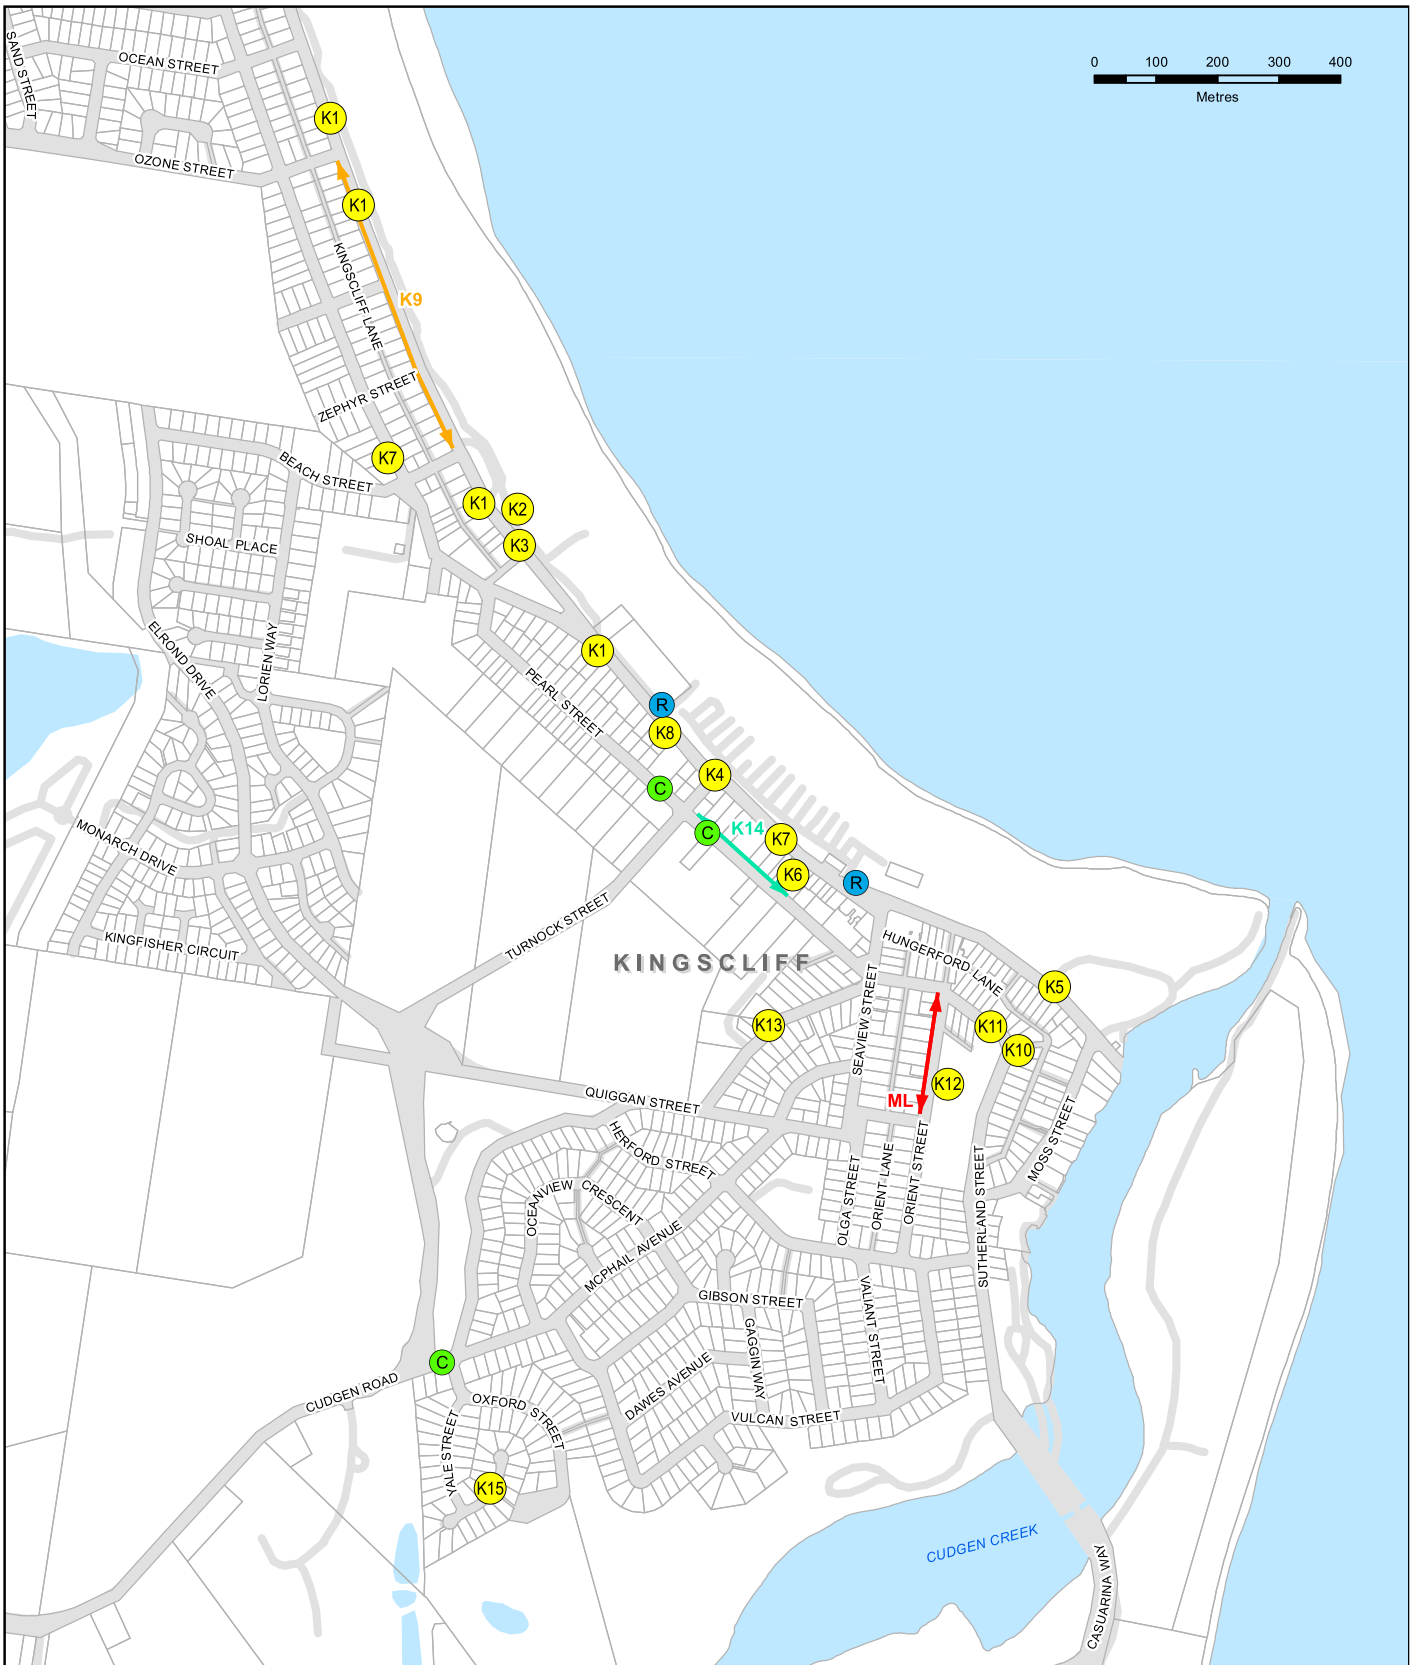 SAND STREET
OCEAN STREET
0 100 200 300 400
Metres
K1
OZONE STREET
K1
KINGSCLIFF LANE
K9
ZEPHYR STREET
K7
BEACH STREET
K1
K2
K3
SHOAL PLACE
ELROND DRIVE
LORIEN WAY
K1
PEARL STREET
R
K8
K4
C
C
K14
K7
K6
R
MONARCH DRIVE
KINGFISHER CIRCUIT
TURNOCK STREET
KINGSCLIFF
HUNGERFORD LANE
SEAVIEW STREET
K5
K13
K11
K10
K12
ML
QUIGGAN STREET
HERFORD STREET
MOSS STREET
OCEANVIEW
CRESCENT
OLGA STREET
ORIENT LANE
ORIENT STREET
SUTHERLAND STREET
MCPHAIL AVENUE
GIBSON STREET
VALIANT STREET
GAGGIN WAY
C
CUDGEN ROAD
DAWES AVENUE
OXFORD STREET
VULCAN STREET
YALE STREET
K15
CUDGEN CREEK
CASUARINA WAY